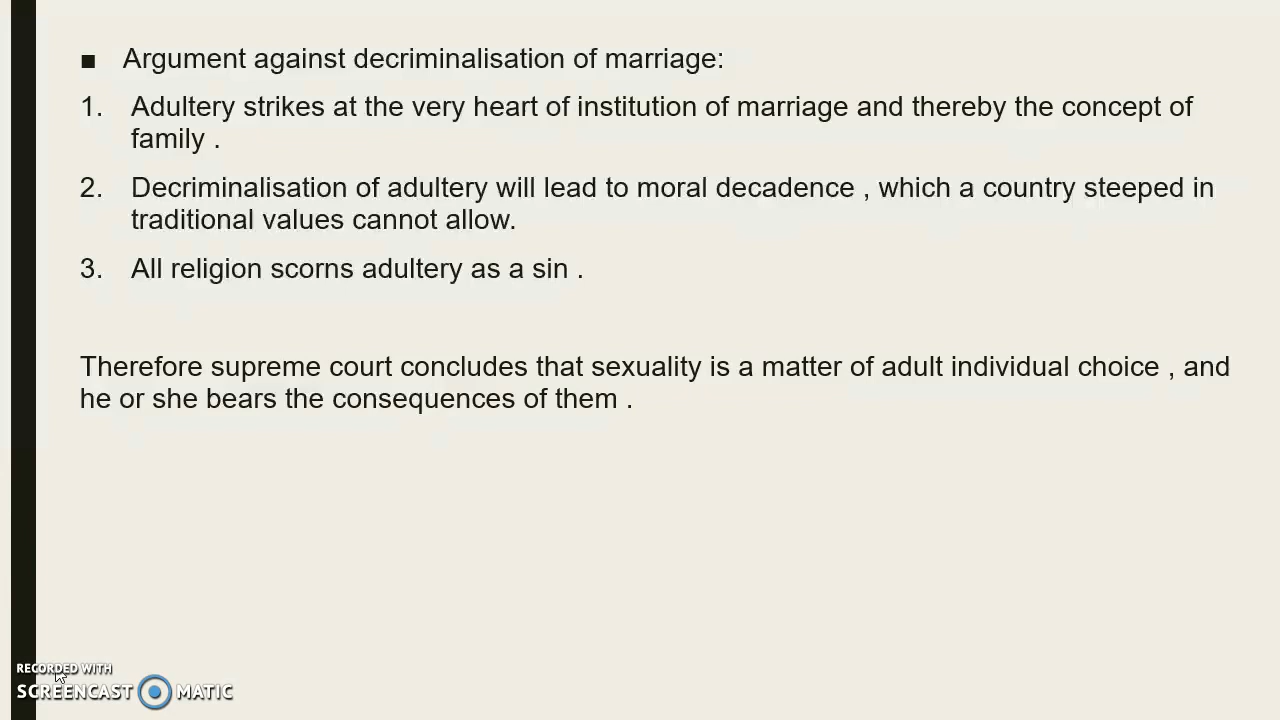 ■ Argument against decriminalisation of marriage:
1. Adultery strikes at the very heart of institution of marriage and thereby the concept of
family .
2. Decriminalisation of adultery will lead to moral decadence , which a country steeped in
traditional values cannot allow.
3. All religion scorns adultery as a sin .
Therefore supreme court concludes that sexuality is a matter of adult individual choice , and
he or she bears the consequences of them .
RECORDED WITH
SCREENCAST MATIC